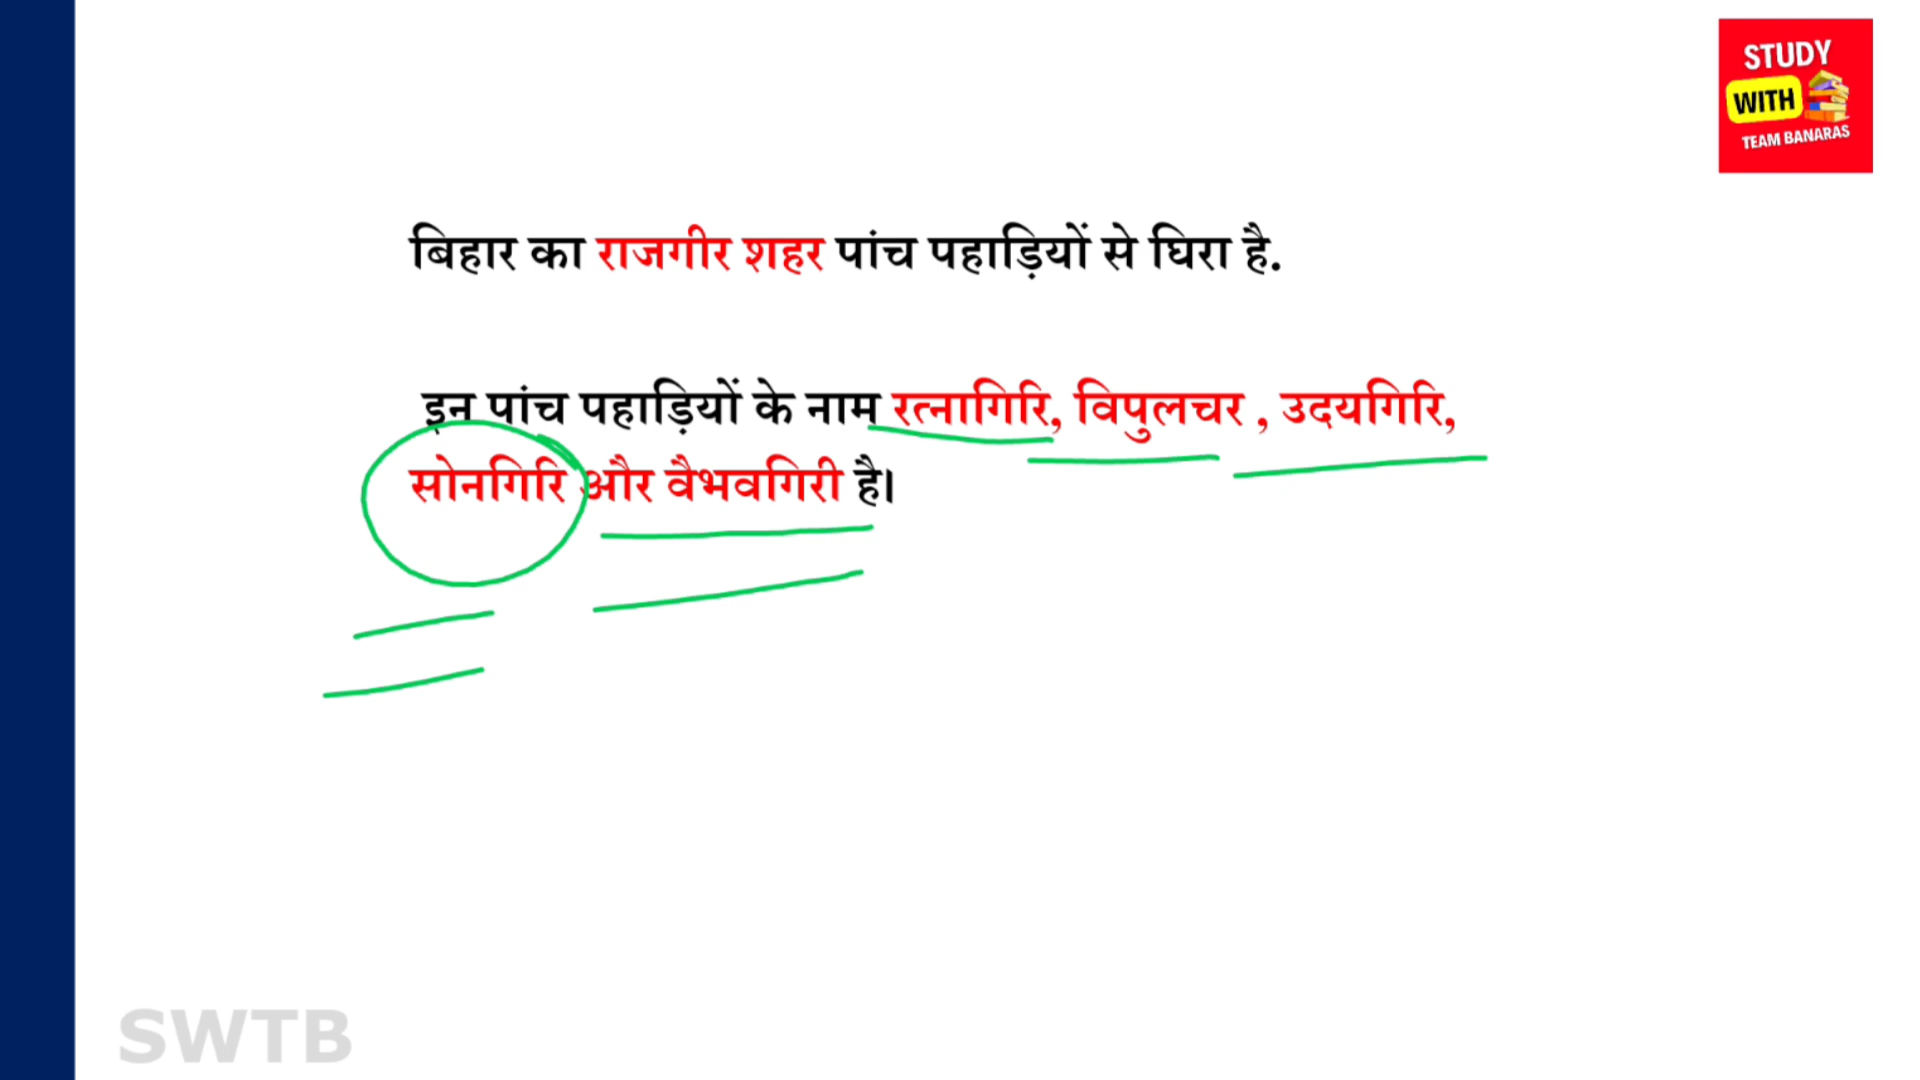 STUDY
WITH
TEAM BANARAS
बिहार का राजगीर शहर पांच पहाड़ियों से घिरा है.
इन पांच पहाड़ियों के नाम रत्नागिरि, विपुलचर , उदयगिरि,
सोनगिरि और वैभवगिरी है।
SWTB